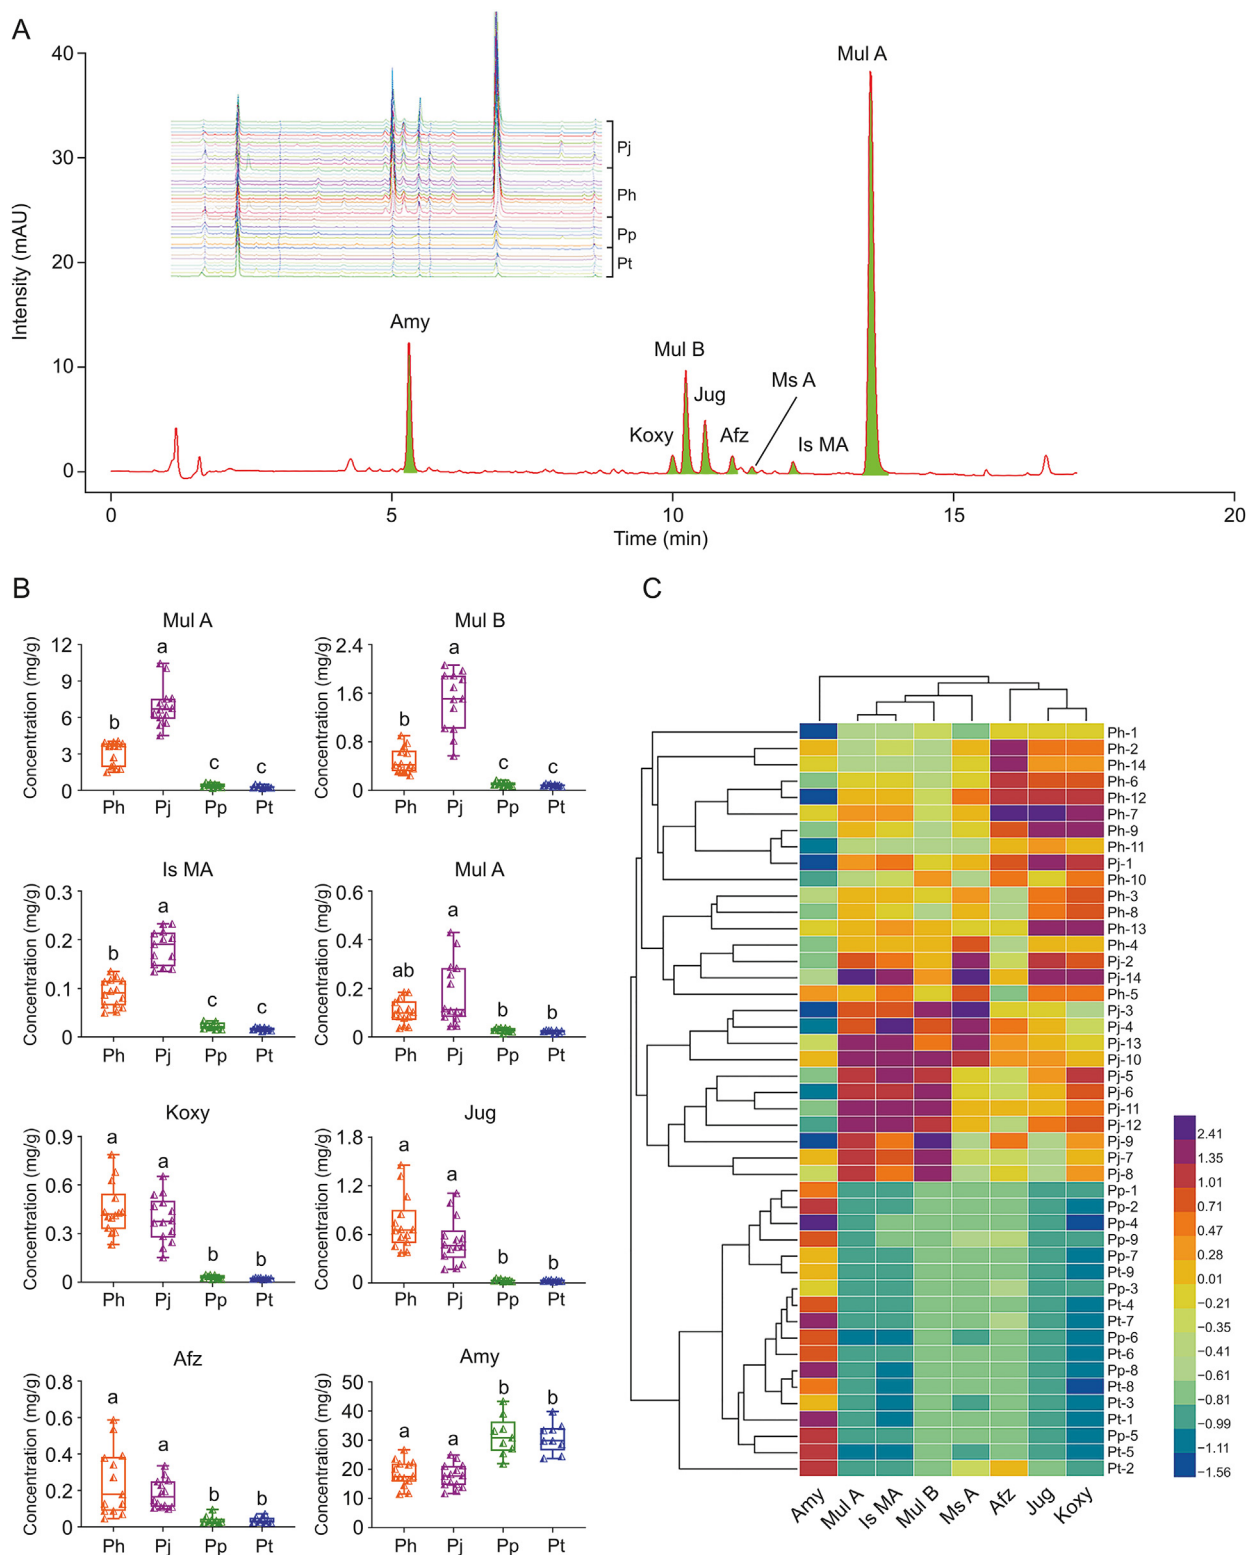 A
40
30
20
10
0
Intensity (mAU)
Pj
Ph
Pp
Pt
Amy
Koxy
Mul B
Jug
Afz
Ms A
Is MA
Mul A
0 5 10 15 20
Time (min)
B
Mul A
Concentration (mg/g)
12
9
6
3
0
b a c c
Ph Pj Pp Pt
Mul B
Concentration (mg/g)
2.4
1.6
0.8
0
b a c c
Ph Pj Pp Pt
Is MA
Concentration (mg/g)
0.3
0.2
0.1
0
b a c c
Ph Pj Pp Pt
Mul A
Concentration (mg/g)
0.6
0.4
0.2
0
ab a b b
Ph Pj Pp Pt
Koxy
Concentration (mg/g)
0.9
0.6
0.3
0
a a b b
Ph Pj Pp Pt
Jug
Concentration (mg/g)
1.8
1.2
0.6
0
a a b b
Ph Pj Pp Pt
Afz
Concentration (mg/g)
0.8
0.6
0.4
0.2
0
a a b b
Ph Pj Pp Pt
Amy
Concentration (mg/g)
50
40
30
20
10
0
a a b b
Ph Pj Pp Pt
C
Ph-1
Ph-2
Ph-14
Ph-6
Ph-12
Ph-7
Ph-9
Ph-11
Pj-1
Ph-10
Ph-3
Ph-8
Ph-13
Ph-4
Pj-2
Pj-14
Ph-5
Pj-3
Pj-4
Pj-13
Pj-10
Pj-5
Pj-6
Pj-11
Pj-12
Pj-9
Pj-7
Pj-8
Pp-1
Pp-2
Pp-4
Pp-9
Pp-7
Pt-9
Pp-3
Pt-4
Pt-7
Pp-6
Pt-6
Pp-8
Pt-8
Pt-3
Pt-1
Pp-5
Pt-5
Pt-2
Amy Mul A Is MA Mul B Ms A Afz Jug Koxy
2.41
1.35
1.01
0.71
0.47
0.28
0.01
−0.21
−0.35
−0.41
−0.61
−0.81
−0.99
−1.11
−1.56